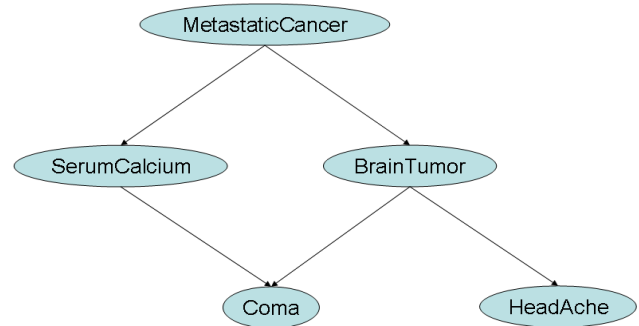 MetastaticCancer
SerumCalcium
BrainTumor
Coma
HeadAche